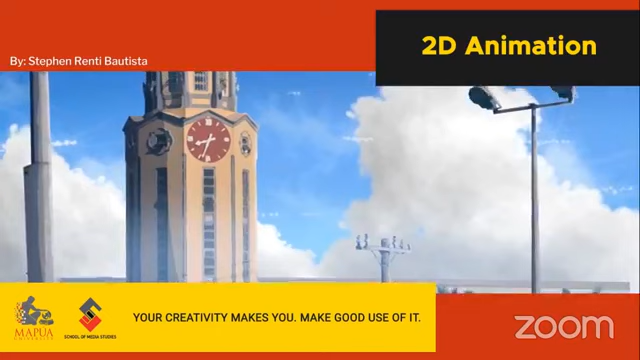 2D Animation
By: Stephen Renti Bautista
YOUR CREATIVITY MAKES YOU. MAKE GOOD USE OF IT.
MAPUA
UNIVERSITY
SCHOOL OF MEDIA STUDIES
zoom